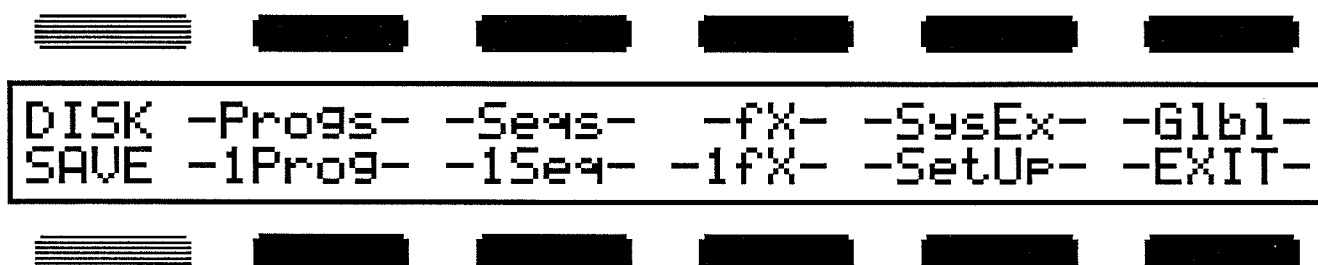 DISK -Progs- -Seqs- -fX- -SysEx- -Glbl-
SAVE -1Prog- -1Seq- -1fX- -SetUp- -EXIT-